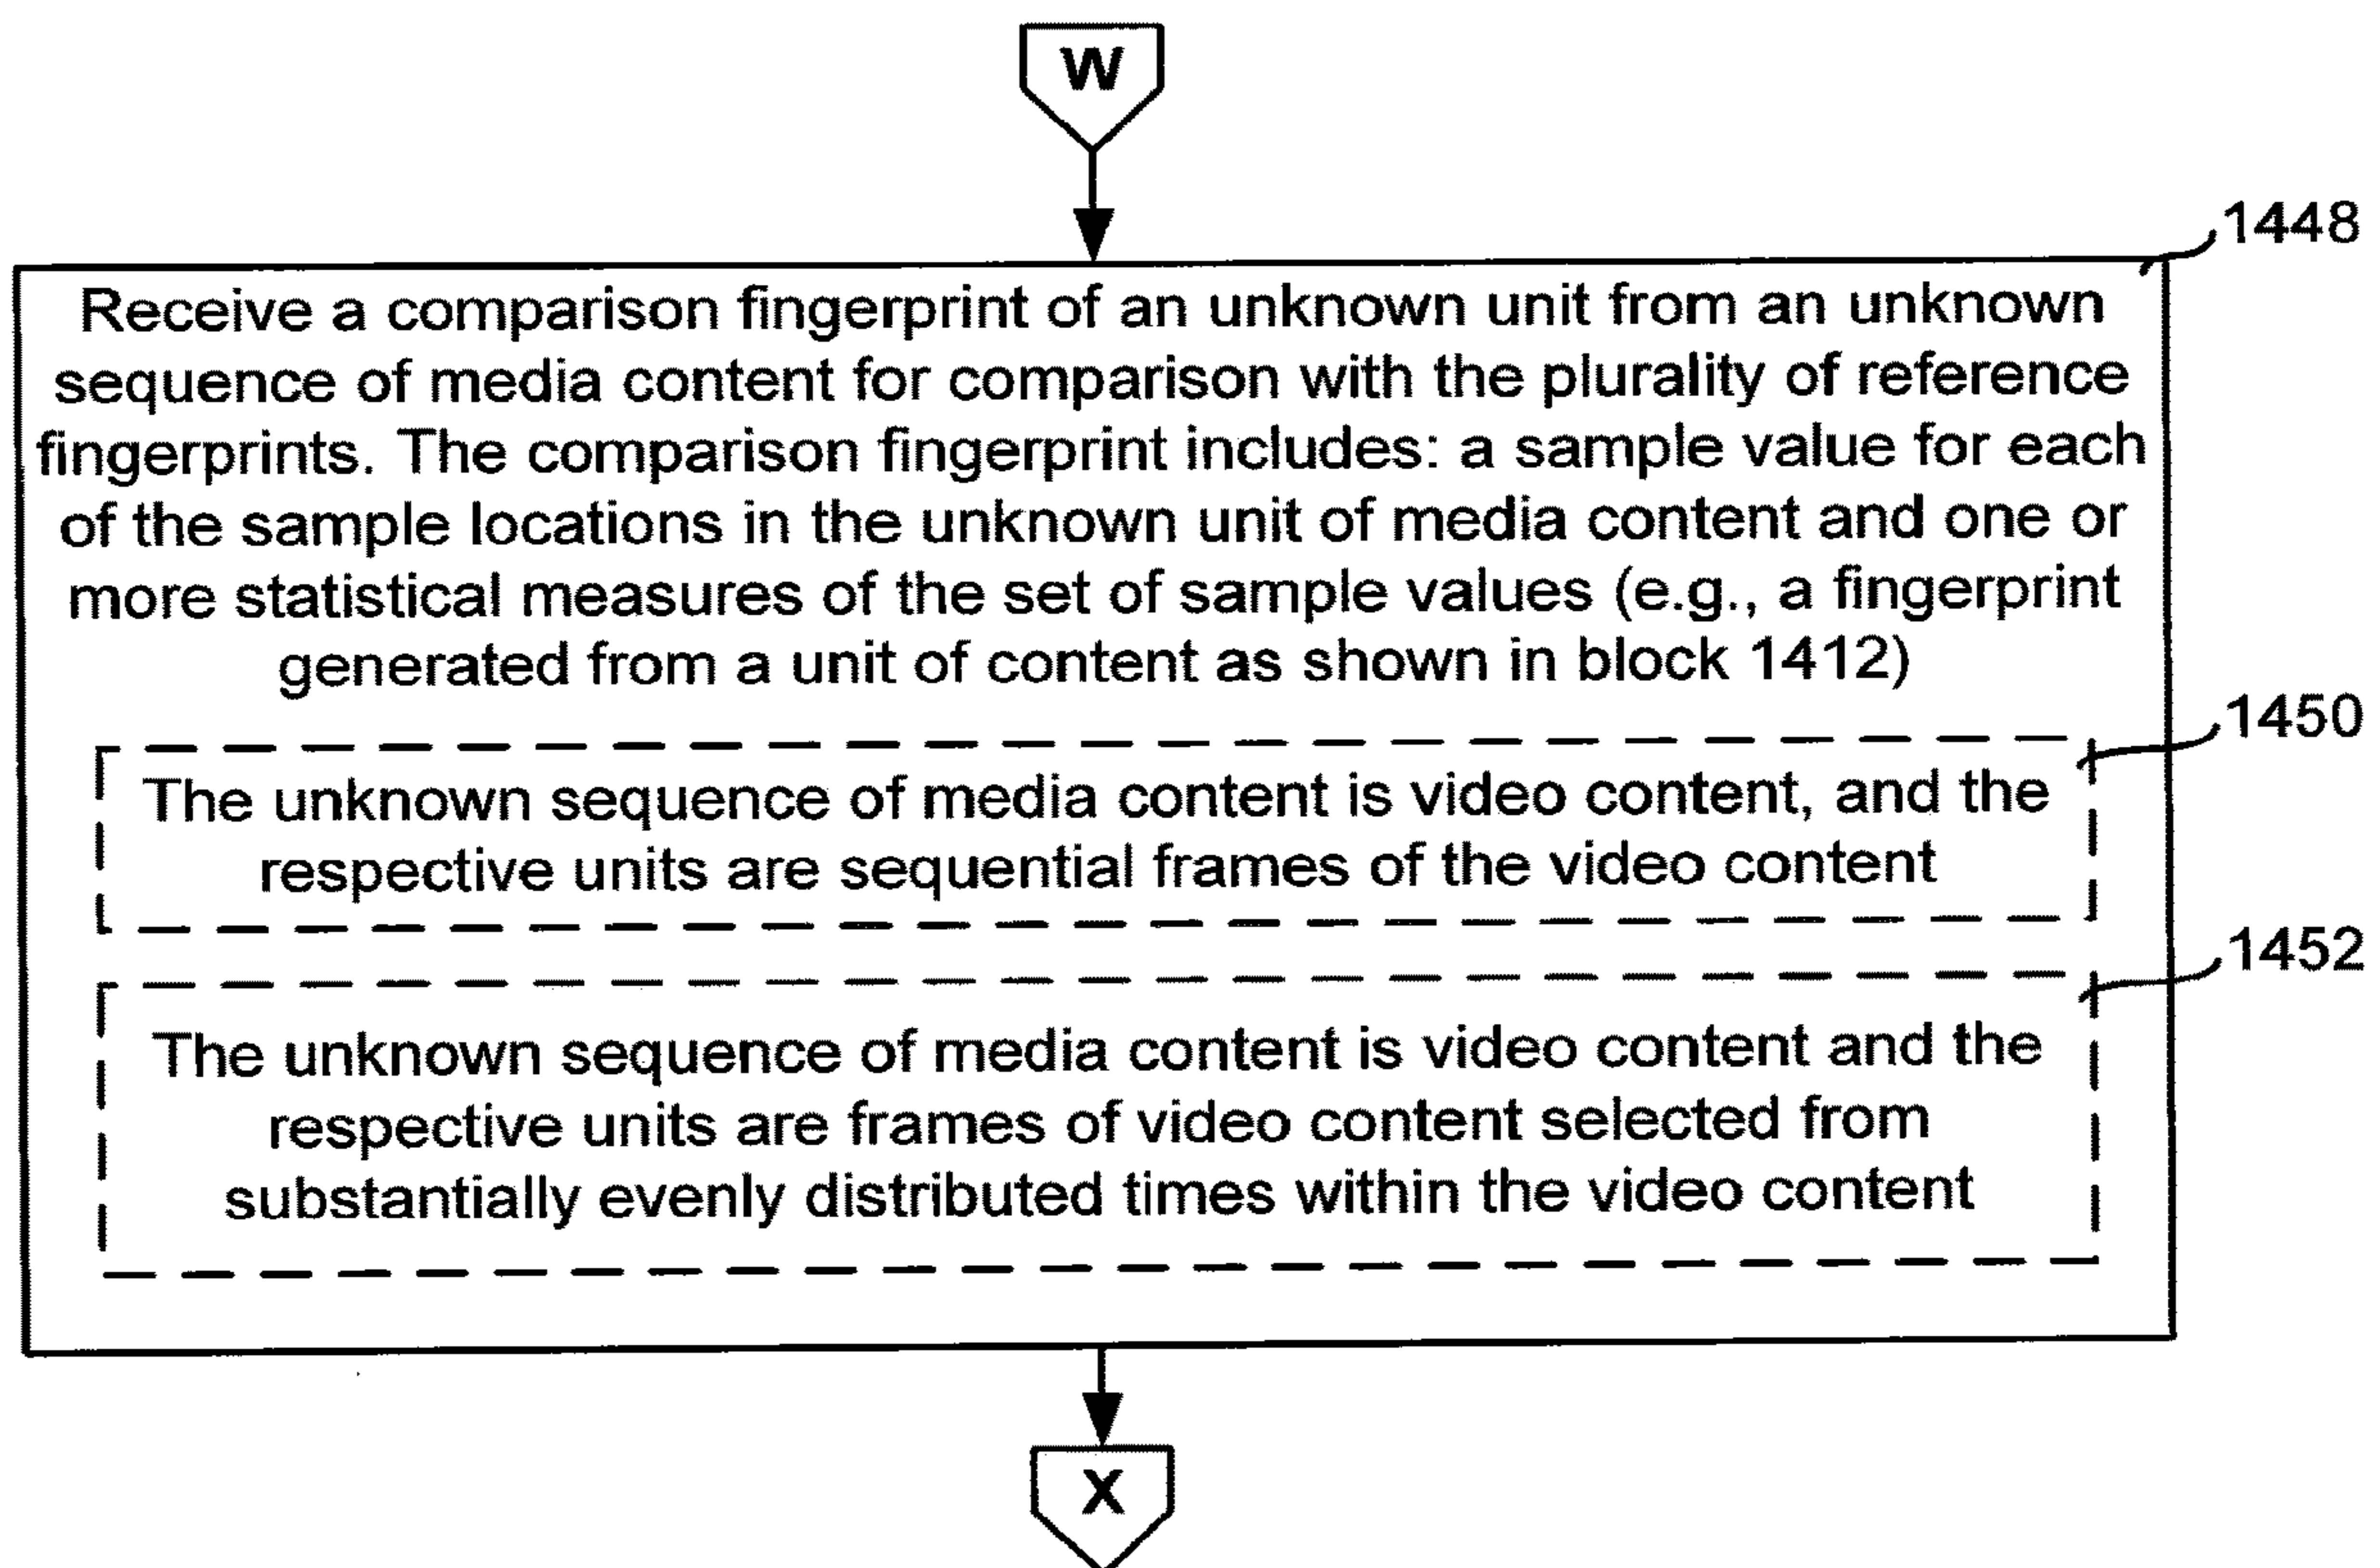 W
1448
Receive a comparison fingerprint of an unknown unit from an unknown
sequence of media content for comparison with the plurality of reference
fingerprints. The comparison fingerprint includes: a sample value for each
of the sample locations in the unknown unit of media content and one or
more statistical measures of the set of sample values (e.g., a fingerprint
generated from a unit of content as shown in block 1412)
1450
The unknown sequence of media content is video content, and the
respective units are sequential frames of the video content
1452
The unknown sequence of media content is video content and the
respective units are frames of video content selected from
substantially evenly distributed times within the video content
X